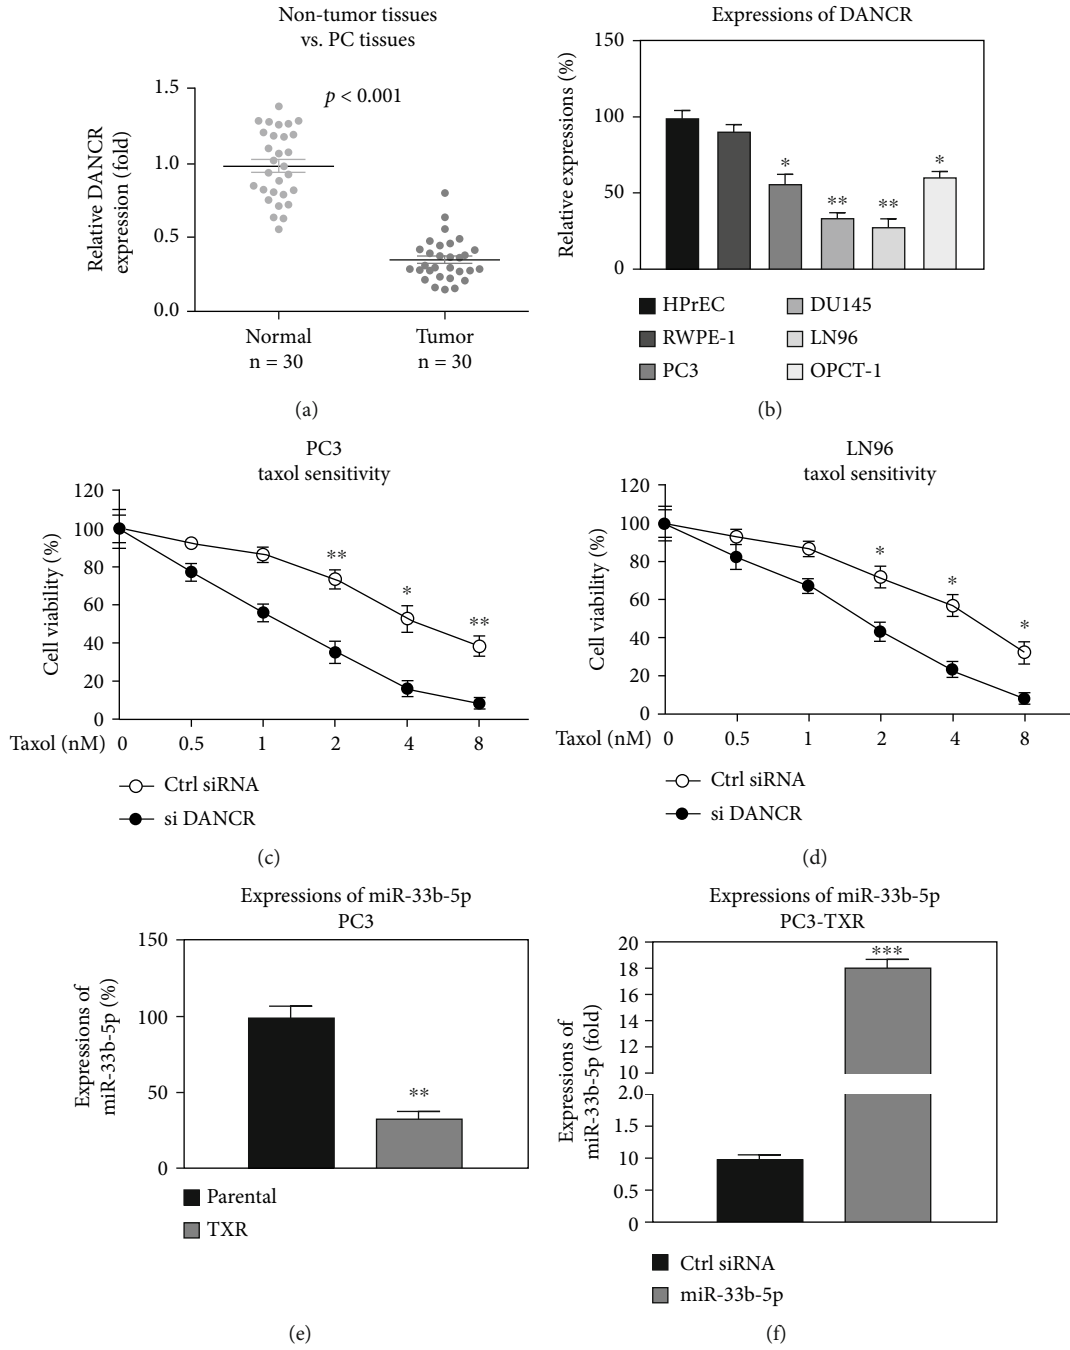 Non-tumor tissues
vs. PC tissues
Relative DANCR
expression (fold)
1.5
1.0
0.5
0.0
p < 0.001
Normal
n = 30
Tumor
n = 30
(a)
Expressions of DANCR
Relative expressions (%)
150
100
50
0
*
**
**
*
HPrEC
RWPE-1
PC3
DU145
LN96
OPCT-1
(b)
PC3
taxol sensitivity
Cell viability (%)
120
100
80
60
40
20
0
**
*
**
Taxol (nM) 0 0.5 1 2 4 8
Ctrl siRNA
si DANCR
(c)
LN96
taxol sensitivity
Cell viability (%)
120
100
80
60
40
20
0
*
*
*
Taxol (nM) 0 0.5 1 2 4 8
Ctrl siRNA
si DANCR
(d)
Expressions of miR-33b-5p
PC3
Expressions of
miR-33b-5p (%)
150
100
50
0
**
Parental
TXR
(e)
Expressions of miR-33b-5p
PC3-TXR
Expressions of
miR-33b-5p (fold)
20
18
16
14
12
10
2.0
1.5
10
0.5
0
***
Ctrl siRNA
miR-33b-5p
(f)